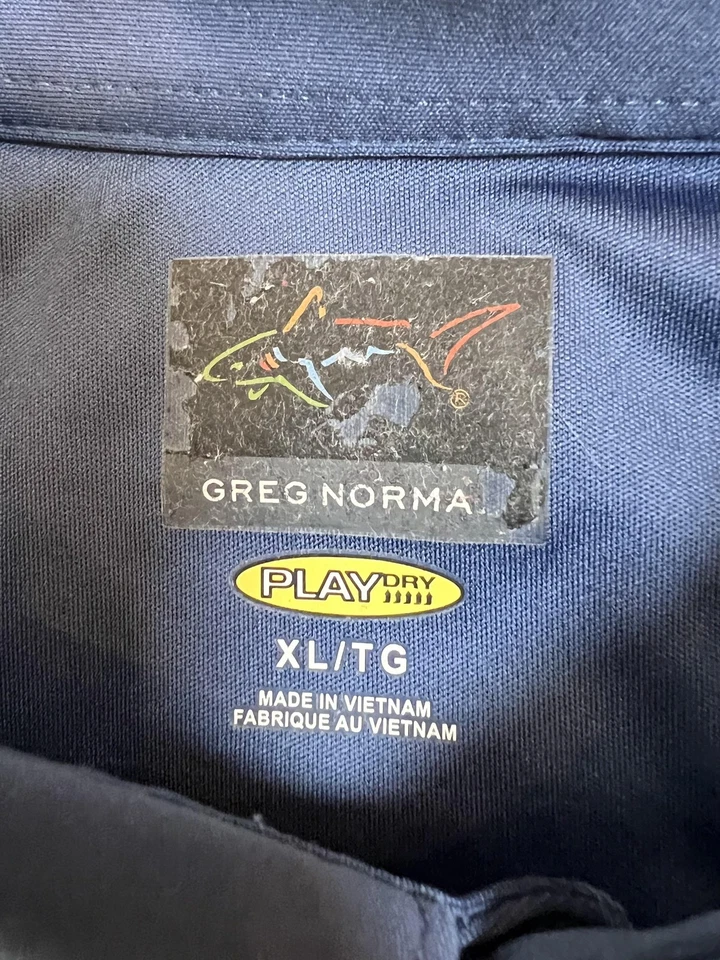 ®
GREG NORMA
PLAYDRY
XL/TG
MADE IN VIETNAM
FABRIQUE AU VIETNAM